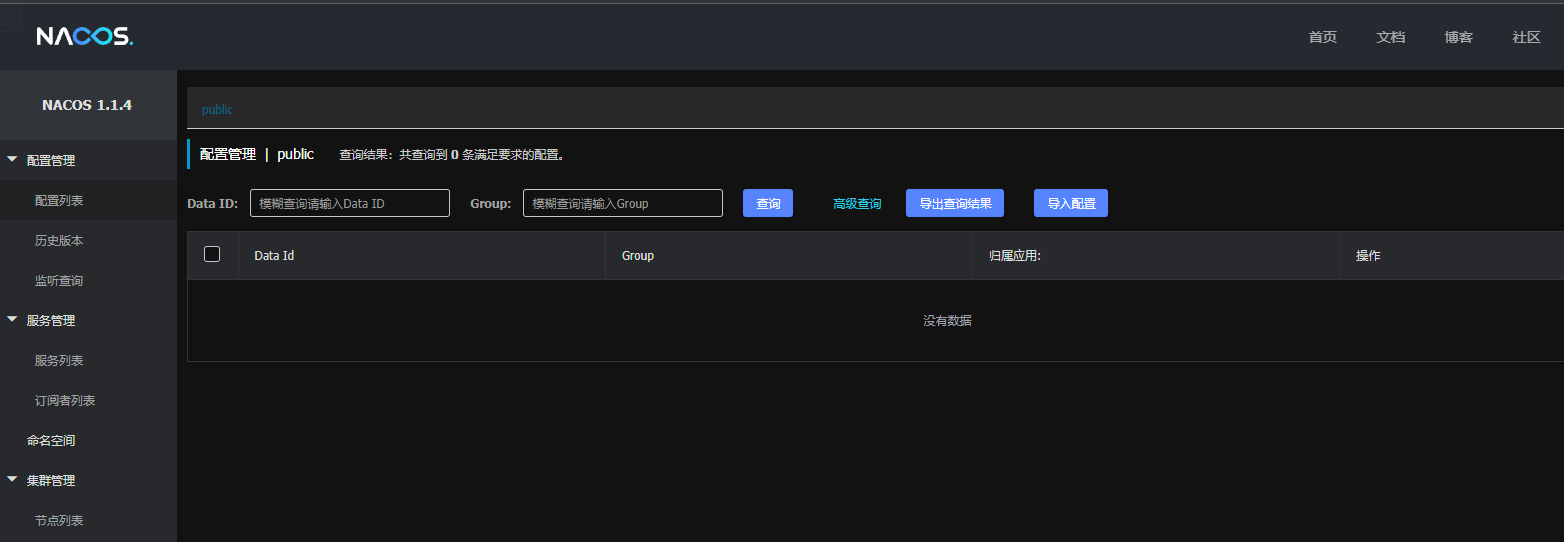 NACOS.
首页 文档 博客 社区
NACOS 1.1.4
public
配置管理
配置管理 | public 查询结果：共查询到 0 条满足要求的配置。
配置列表
Data ID: 模糊查询请输入Data ID Group: 模糊查询请输入Group 查询 高级查询 导出查询结果 导入配置
历史版本
Data Id Group 归属应用: 操作
监听查询
服务管理
没有数据
服务列表
订阅者列表
命名空间
集群管理
节点列表